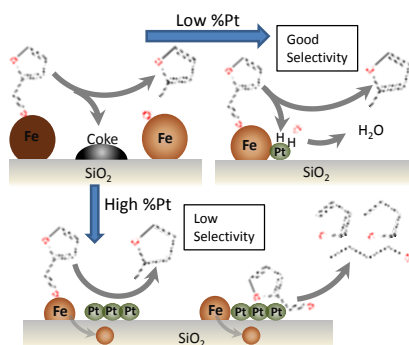 Low %Pt
Good
Selectivity
Fe
Coke
Fe
SiO₂
Fe
H
H
Pt
H₂O
SiO₂
High %Pt
Low
Selectivity
Fe
Pt Pt Pt
Fe
Pt Pt Pt
SiO₂